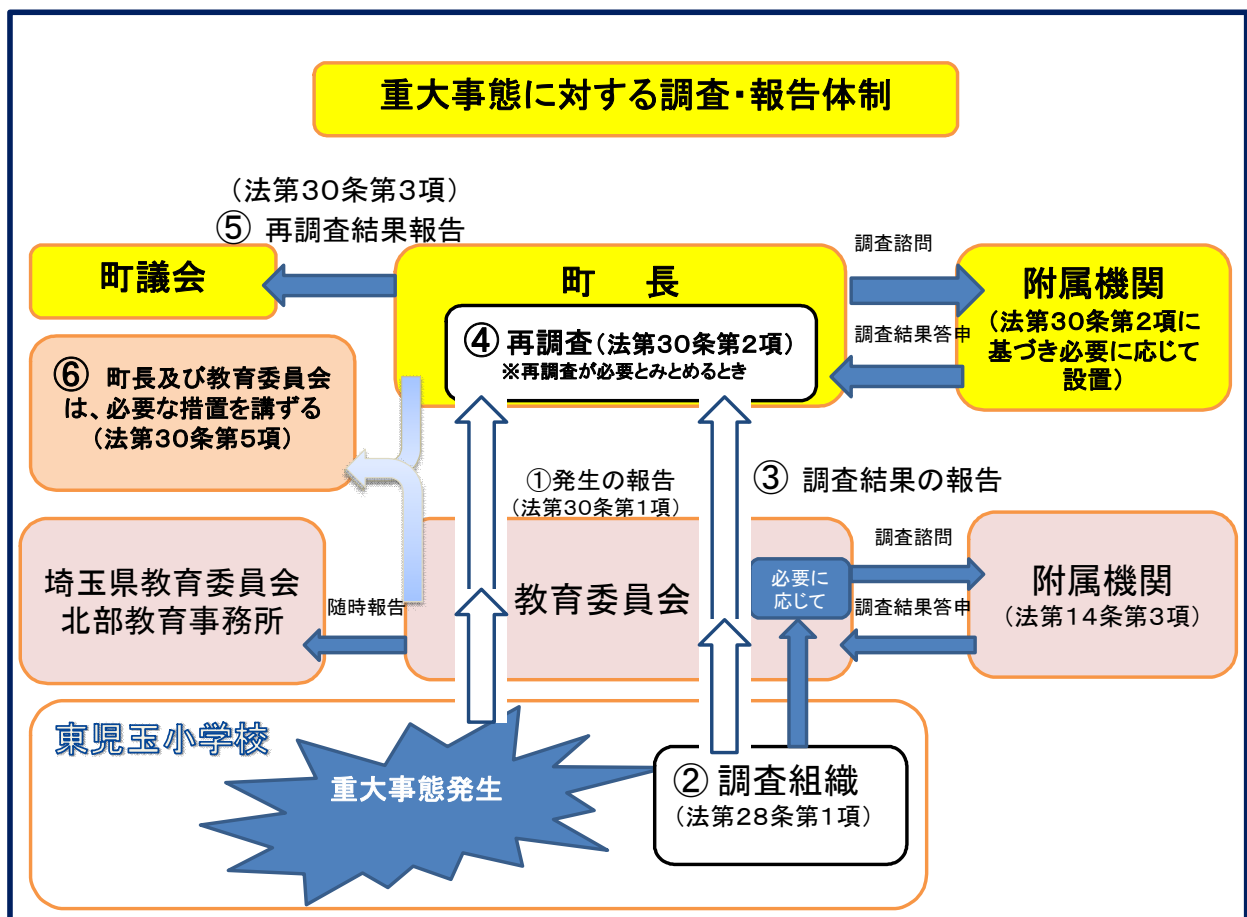 重大事態に対する調査・報告体制
（法第30条第3項）
⑤ 再調査結果報告
町議会
町　長
調査諮問
調査結果答申
附属機関
（法第30条第2項に
基づき必要に応じて
設置）
④ 再調査（法第30条第2項）
※再調査が必要とみとめるとき
⑥ 町長及び教育委員会
は、必要な措置を講ずる
（法第30条第5項）
①発生の報告
（法第30条第1項）
③ 調査結果の報告
埼玉県教育委員会
北部教育事務所
随時報告
教育委員会
必要に
応じて
調査諮問
調査結果答申
附属機関
（法第14条第3項）
東児玉小学校
重大事態発生
② 調査組織
（法第28条第1項）